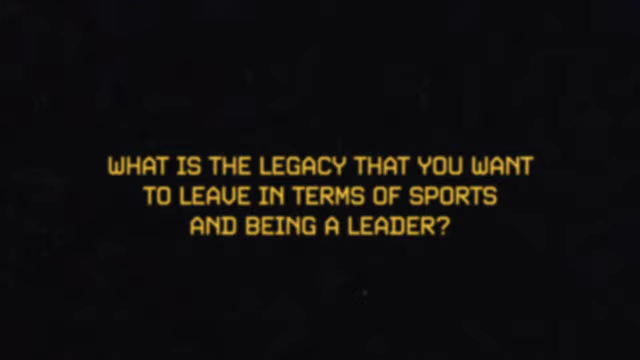 WHAT IS THE LEGACY THAT YOU WANT
TO LEAVE IN TERMS OF SPORTS
AND BEING A LEADER?